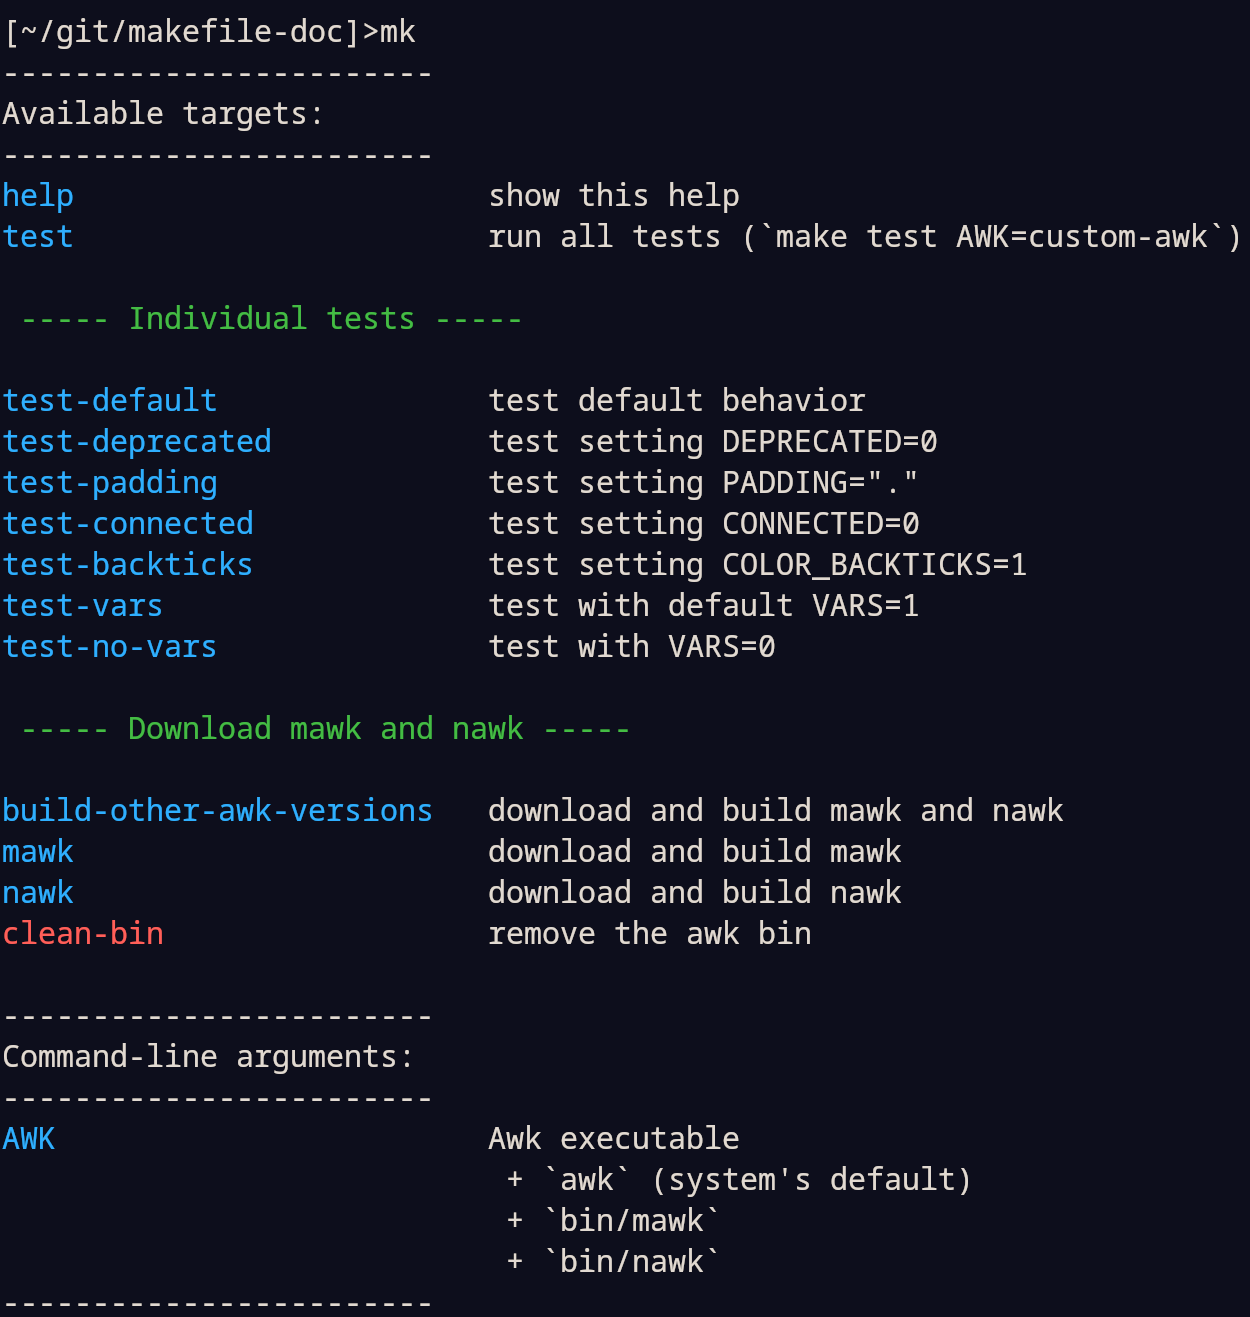 [~/git/makefile-doc]>mk
------------------------
Available targets:
------------------------
help                       show this help
test                       run all tests (`make test AWK=custom-awk`)

 ----- Individual tests -----

test-default               test default behavior
test-deprecated            test setting DEPRECATED=0
test-padding               test setting PADDING="."
test-connected             test setting CONNECTED=0
test-backticks             test setting COLOR_BACKTICKS=1
test-vars                  test with default VARS=1
test-no-vars               test with VARS=0

 ----- Download mawk and nawk -----

build-other-awk-versions   download and build mawk and nawk
mawk                       download and build mawk
nawk                       download and build nawk
clean-bin                  remove the awk bin

------------------------
Command-line arguments:
------------------------
AWK                        Awk executable
                            + `awk` (system's default)
                            + `bin/mawk`
                            + `bin/nawk`
------------------------